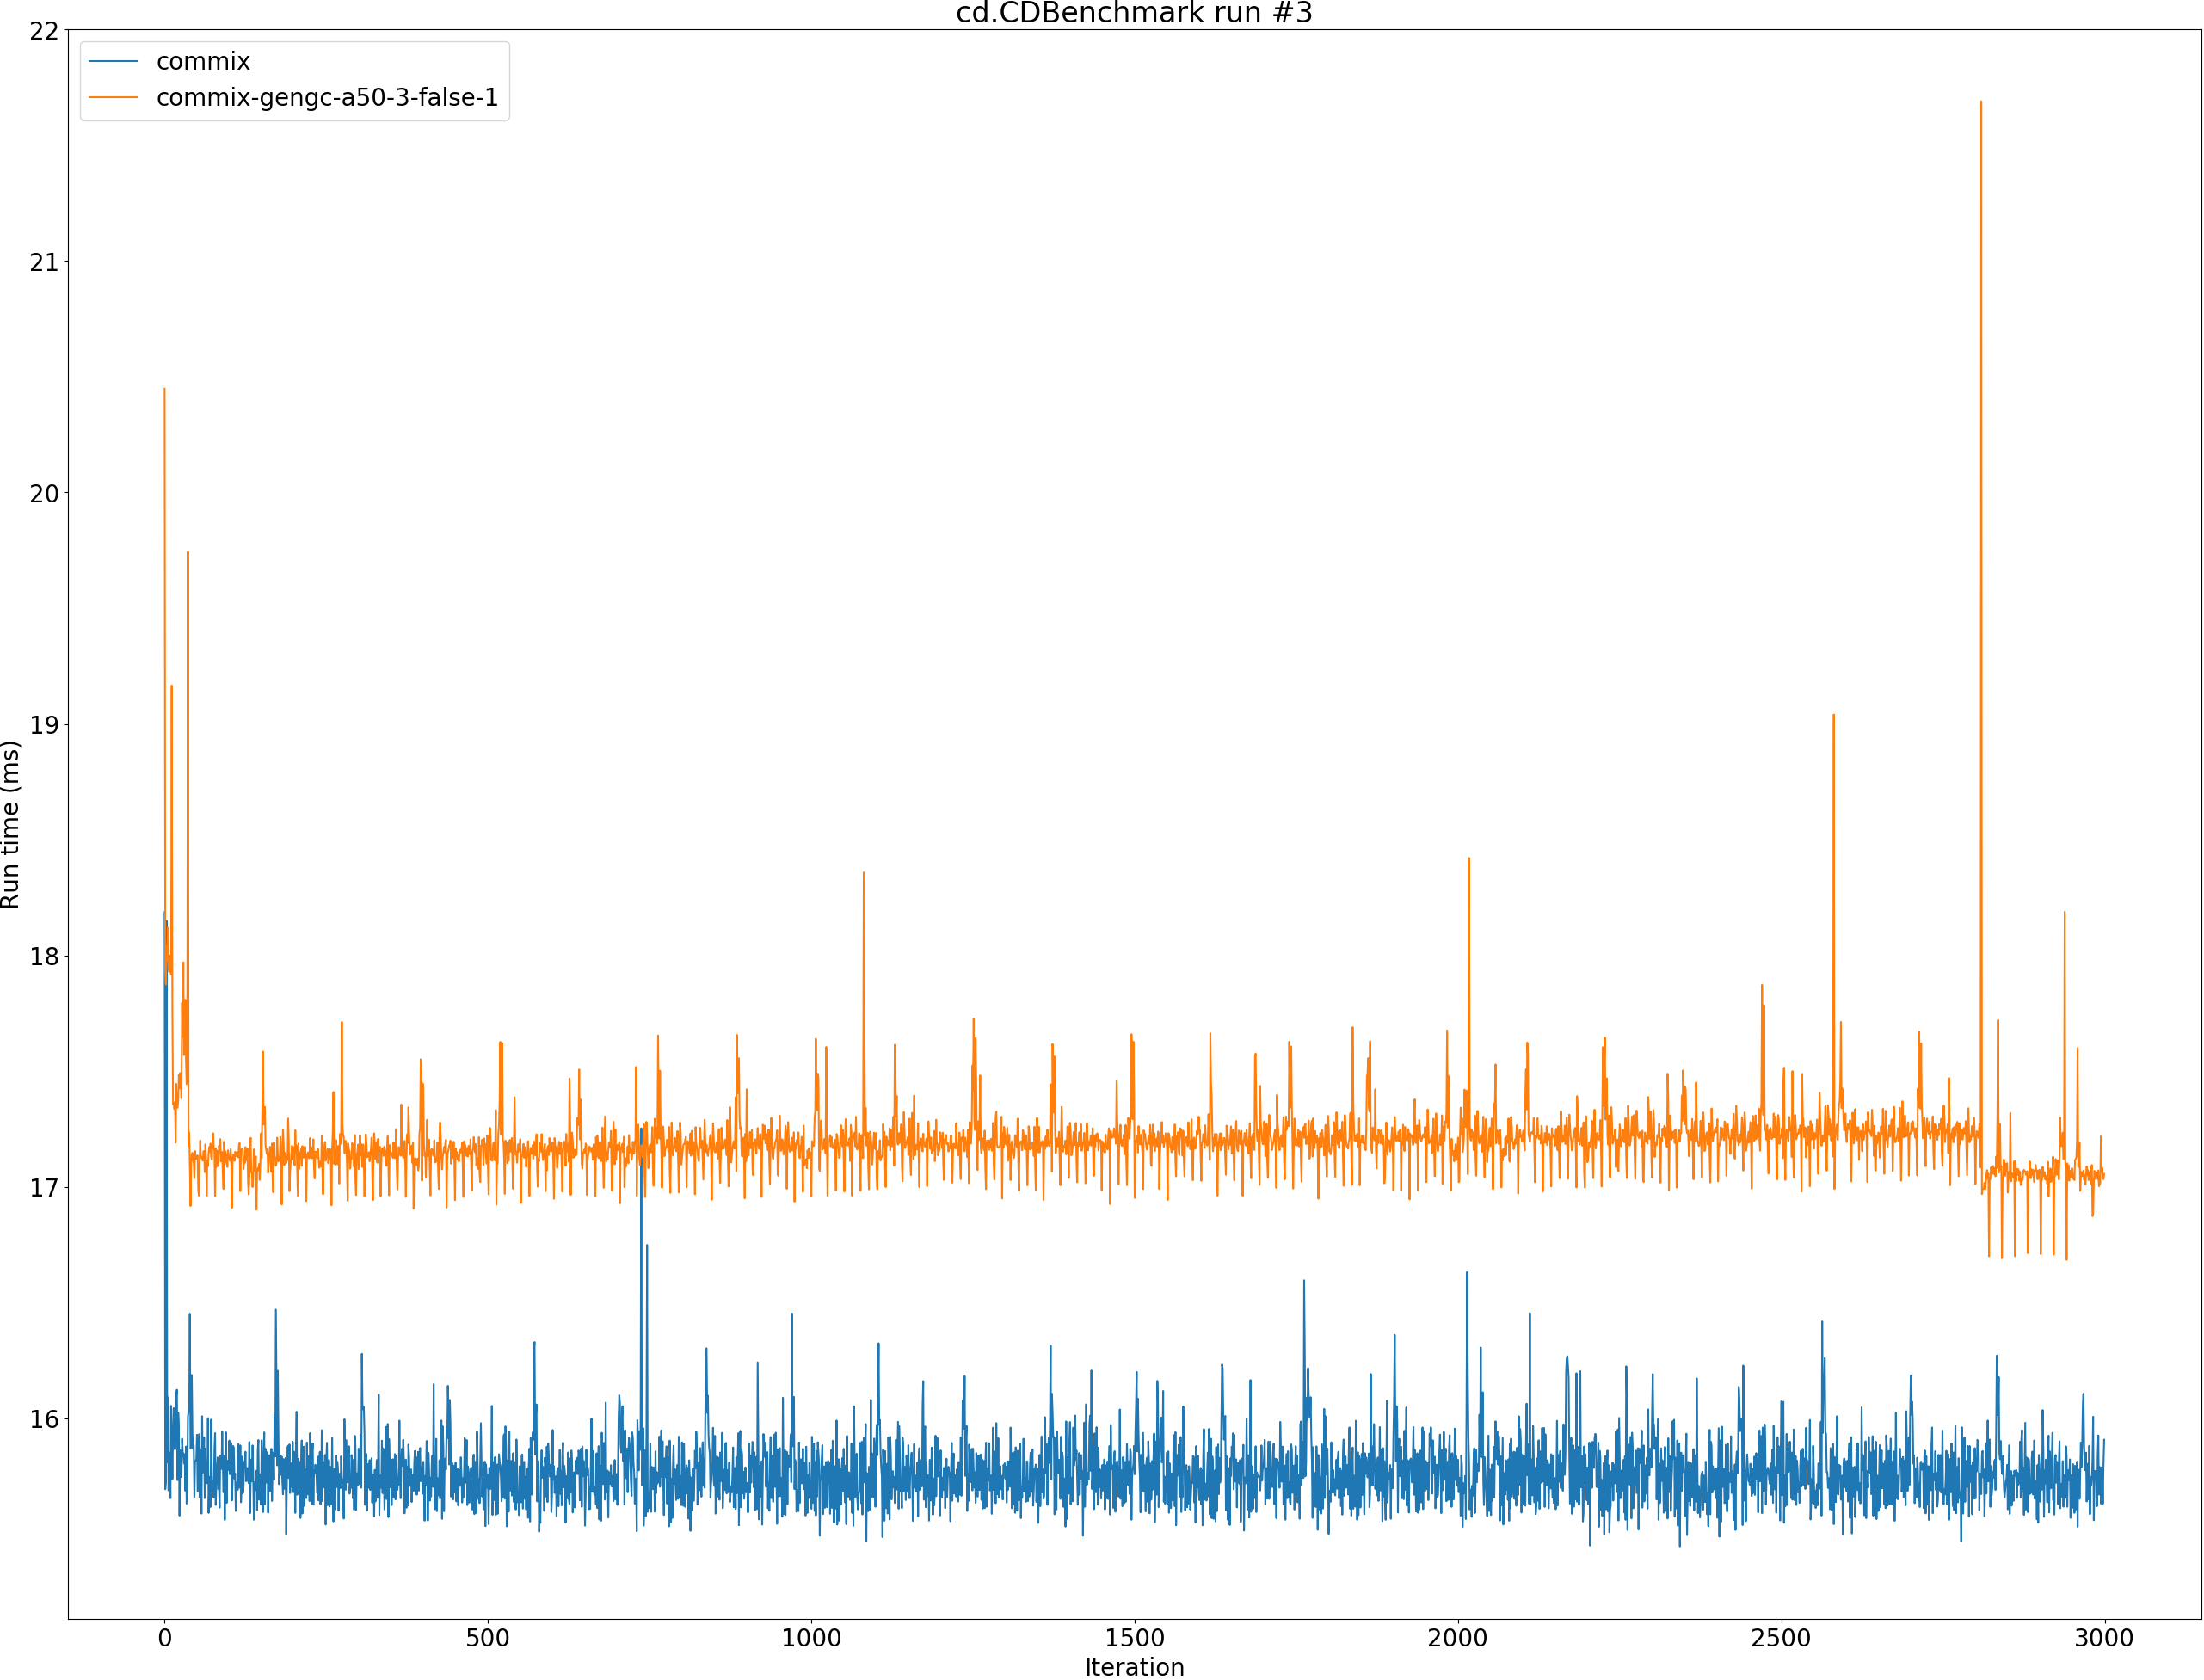 cd.CDBenchmark run #3
commix
commix-gengc-a50-3-false-1
Run time (ms)
22
21
20
19
18
17
16
0 500 1000 1500 2000 2500 3000
Iteration